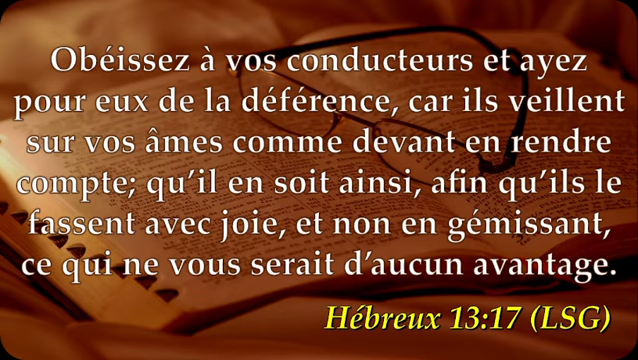 Obéissez à vos conducteurs et ayez
pour eux de la déférence, car ils veillent
sur vos âmes comme devant en rendre
compte; qu’il en soit ainsi, afin qu’ils le
fassent avec joie, et non en gémissant,
ce qui ne vous serait d’aucun avantage.
Hébreux 13:17 (LSG)